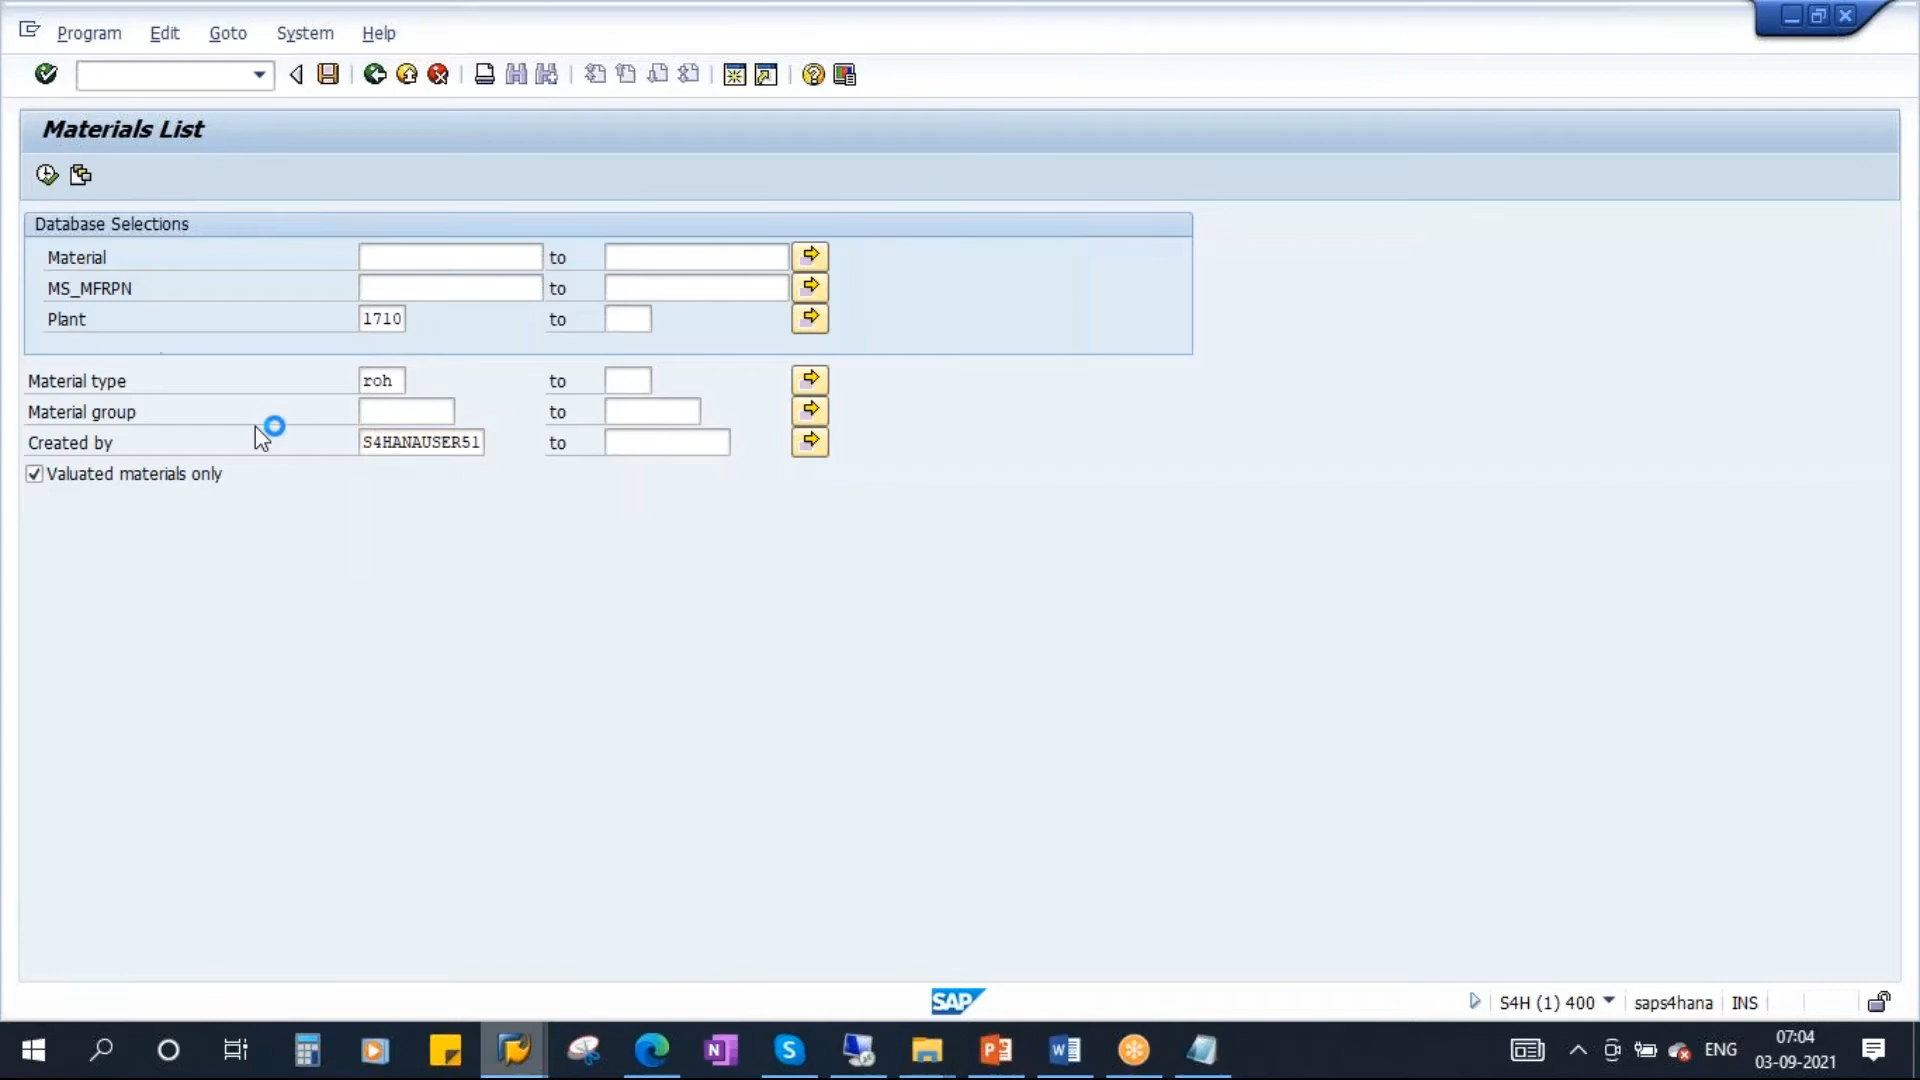 Program Edit Goto System Help
Materials List
Database Selections
Material to
MS_MFRPN to
Plant 1710 to
Material type roh to
Material group to
Created by S4HANAUSER51 to
Valuated materials only
SAP
S4H (1) 400 saps4hana INS
N S P W
ENG
07:04
03-09-2021